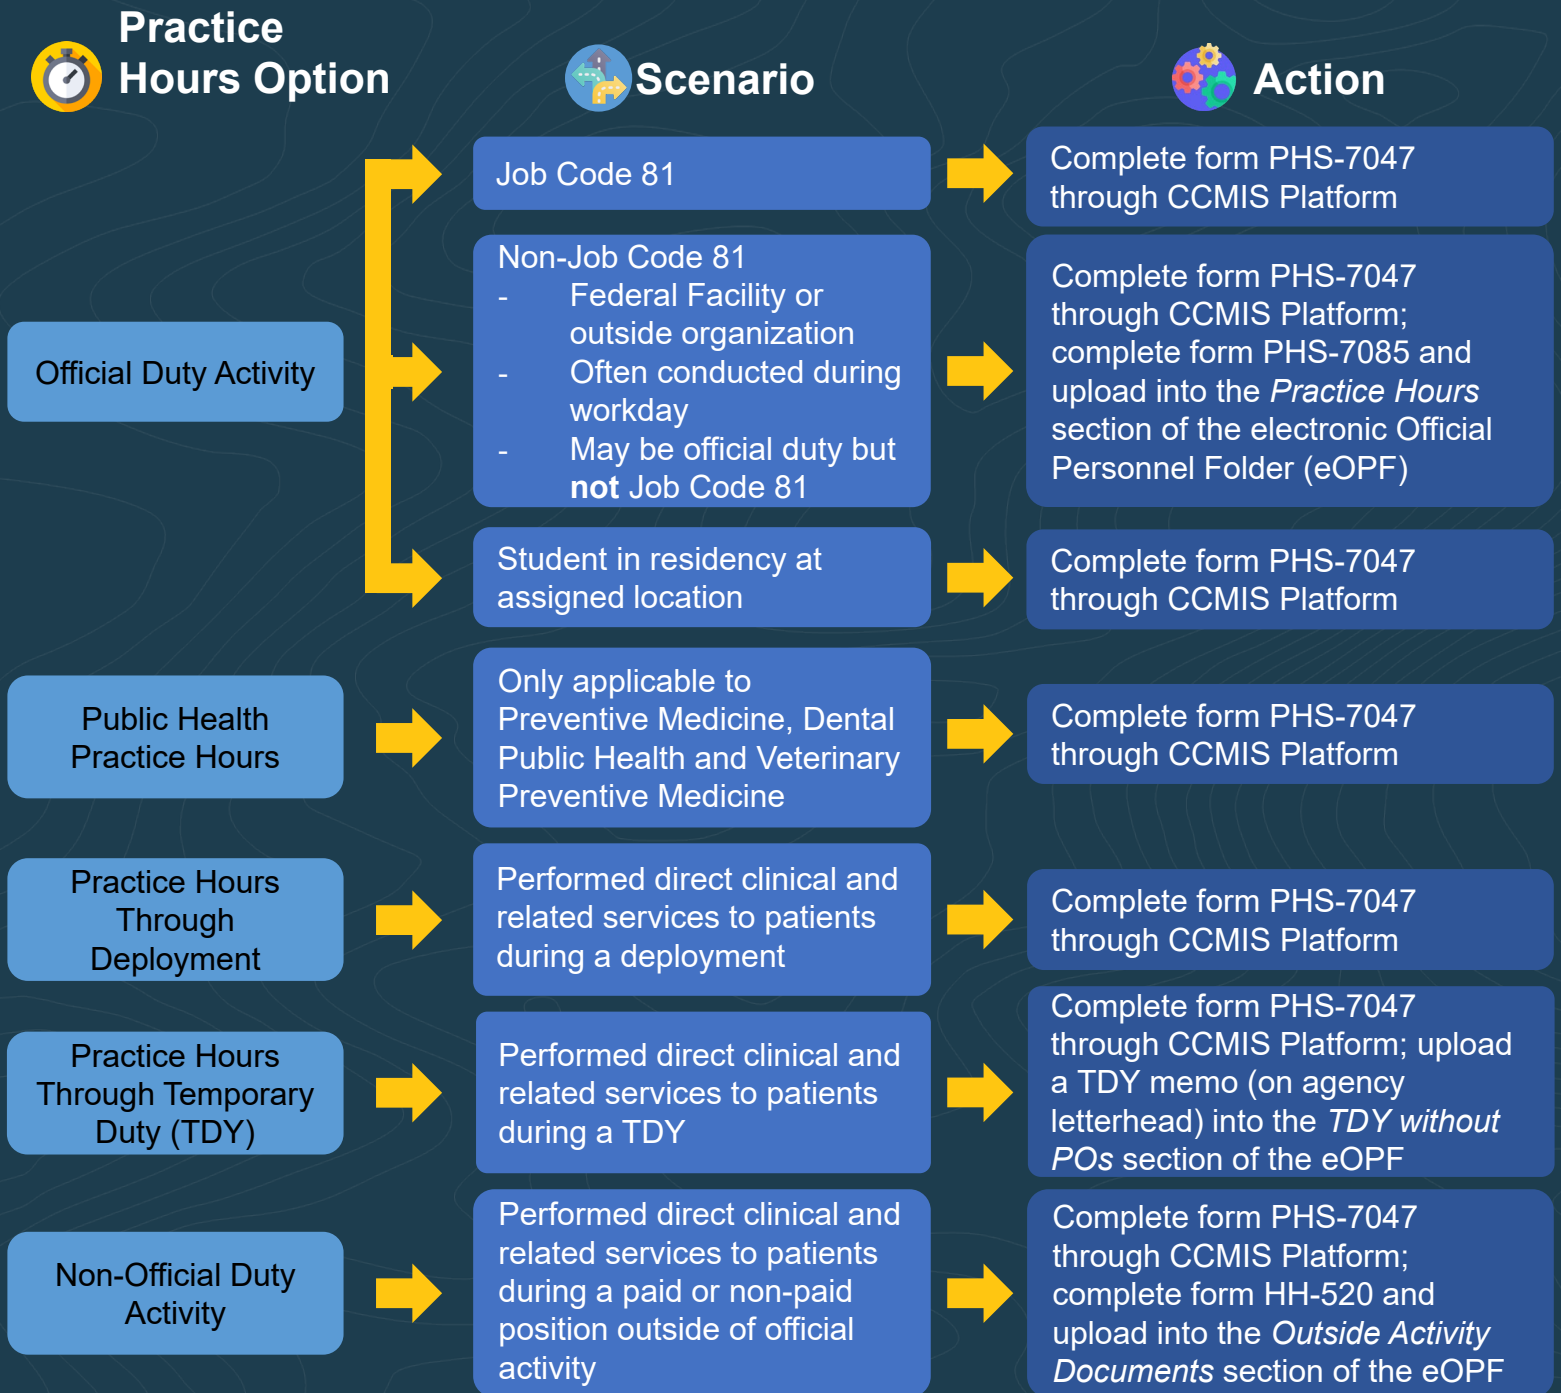 Practice
Hours Option
Scenario
Action
Official Duty Activity
Job Code 81
Complete form PHS-7047
through CCMIS Platform
Non-Job Code 81
- Federal Facility or
outside organization
- Often conducted during
workday
- May be official duty but
not Job Code 81
Complete form PHS-7047
through CCMIS Platform;
complete form PHS-7085 and
upload into the Practice Hours
section of the electronic Official
Personnel Folder (eOPF)
Student in residency at
assigned location
Complete form PHS-7047
through CCMIS Platform
Public Health
Practice Hours
Only applicable to
Preventive Medicine, Dental
Public Health and Veterinary
Preventive Medicine
Complete form PHS-7047
through CCMIS Platform
Practice Hours
Through
Deployment
Performed direct clinical and
related services to patients
during a deployment
Complete form PHS-7047
through CCMIS Platform
Practice Hours
Through Temporary
Duty (TDY)
Performed direct clinical and
related services to patients
during a TDY
Complete form PHS-7047
through CCMIS Platform; upload
a TDY memo (on agency
letterhead) into the TDY without
POs section of the eOPF
Non-Official Duty
Activity
Performed direct clinical and
related services to patients
during a paid or non-paid
position outside of official
activity
Complete form PHS-7047
through CCMIS Platform;
complete form HH-520 and
upload into the Outside Activity
Documents section of the eOPF